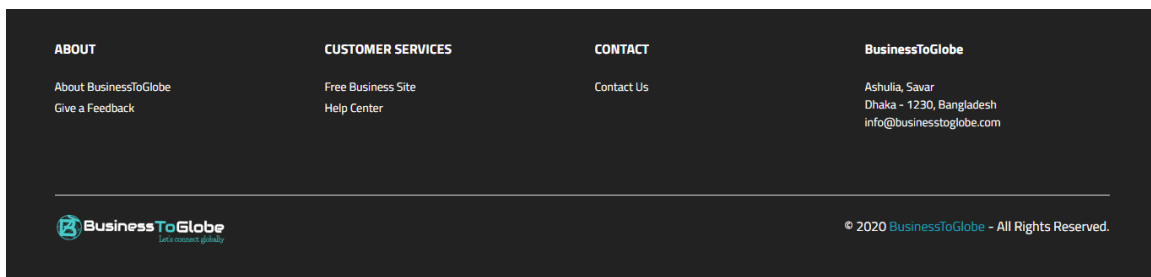 ABOUT
About BusinessToGlobe
Give a Feedback
CUSTOMER SERVICES
Free Business Site
Help Center
CONTACT
Contact Us
BusinessToGlobe
Ashulia, Savar
Dhaka - 1230, Bangladesh
info@businesstoglobe.com
BusinessToGlobe
Let's connect globally
© 2020 BusinessToGlobe - All Rights Reserved.